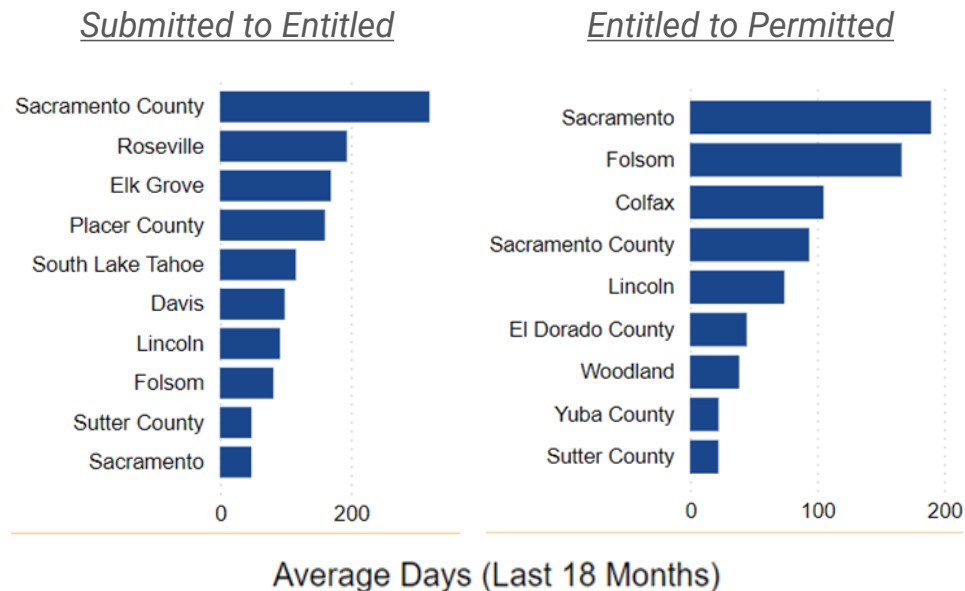 Submitted to Entitled
Sacramento County
Roseville
Elk Grove
Placer County
South Lake Tahoe
Davis
Lincoln
Folsom
Sutter County
Sacramento
0 200
Entitled to Permitted
Sacramento
Folsom
Colfax
Sacramento County
Lincoln
El Dorado County
Woodland
Yuba County
Sutter County
0 100 200
Average Days (Last 18 Months)